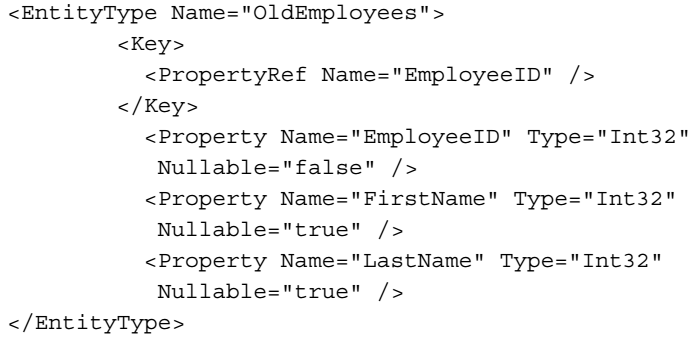 <EntityType Name="OldEmployees">
<Key>
<PropertyRef Name="EmployeeID" />
</Key>
<Property Name="EmployeeID" Type="Int32"
Nullable="false" />
<Property Name="FirstName" Type="Int32"
Nullable="true" />
<Property Name="LastName" Type="Int32"
Nullable="true" />
</EntityType>